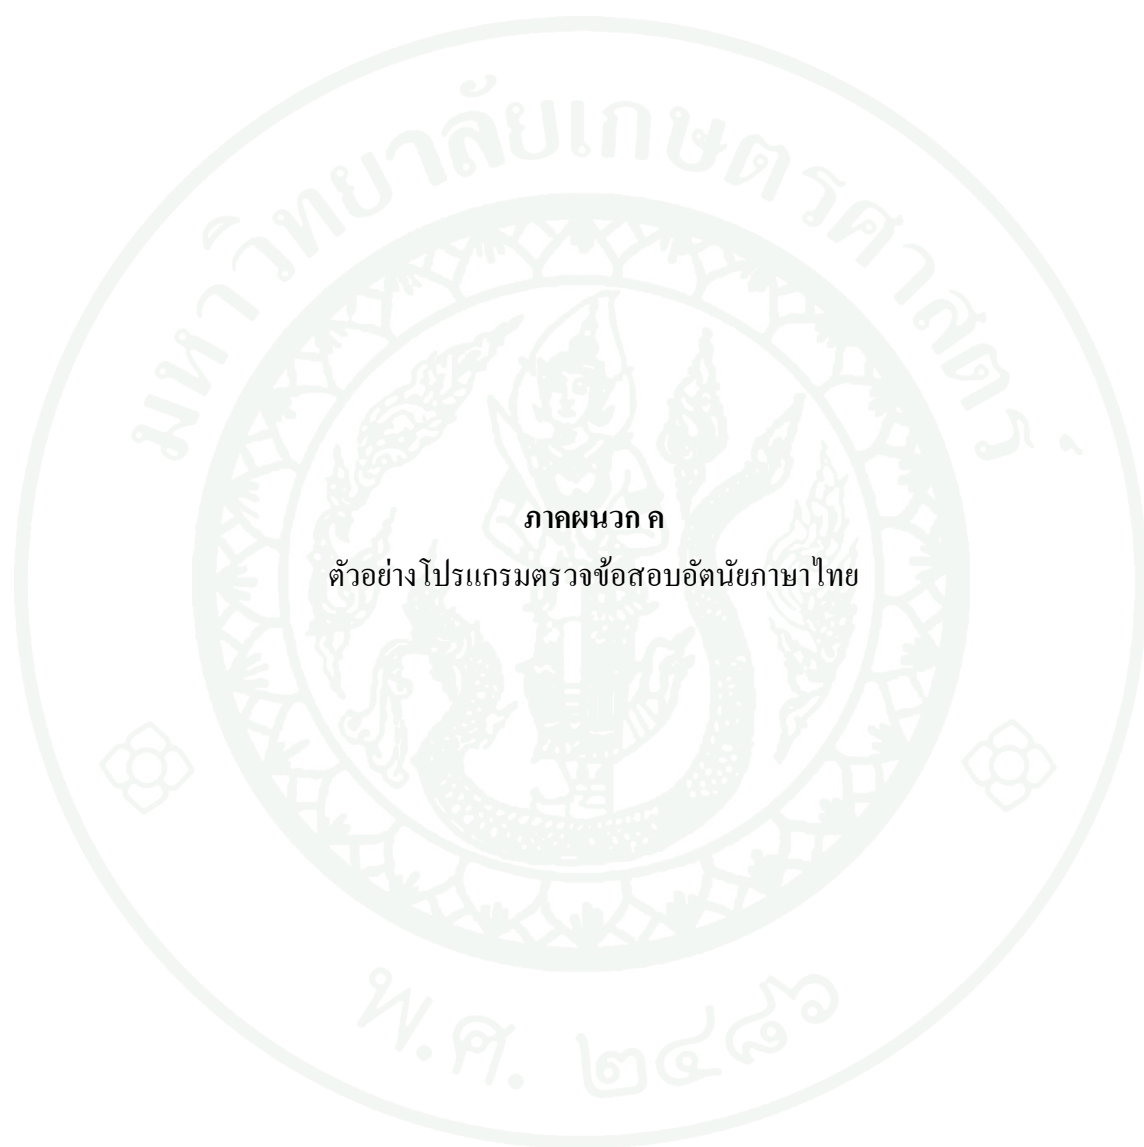 มหาวิทยาลัยเกษตรศาสตร์
ภาคผนวก ค
ตัวอย่างโปรแกรมตรวจข้อสอบอัตนัยภาษาไทย
พ.ศ. ๒๔๘๖